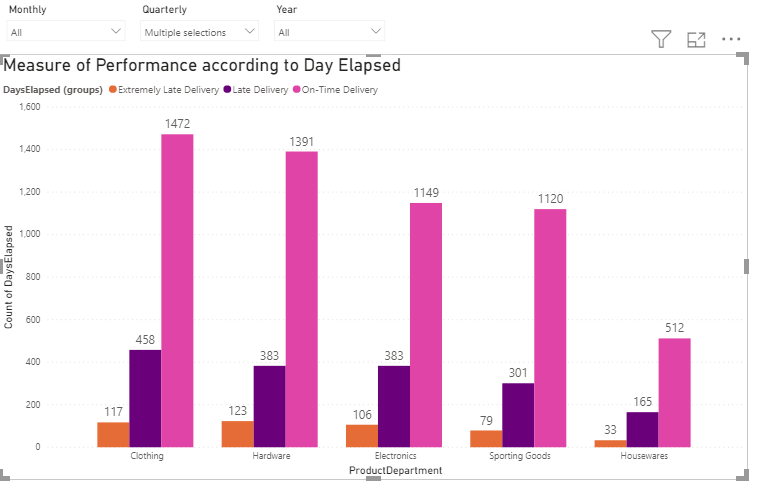 Monthly Quarterly Year
All Multiple selections All
Measure of Performance according to Day Elapsed
DaysElapsed (groups) Extremely Late Delivery Late Delivery On-Time Delivery
1,600
1,400
1,200
1,000
800
600
400
200
0
Count of DaysElapsed
117 458 1472
123 383 1391
106 383 1149
79 301 1120
33 165 512
Clothing Hardware Electronics Sporting Goods Housewares
ProductDepartment